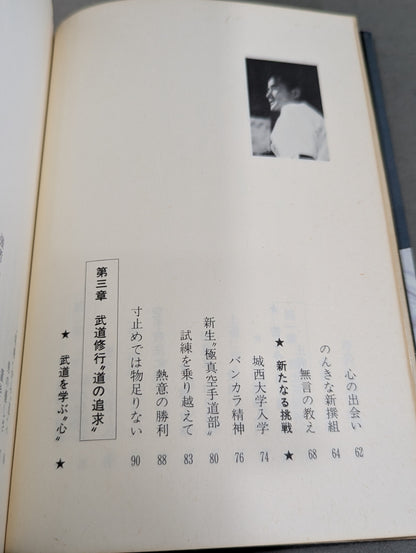 心の出会い 62
のんきな新撰組 64
無言の教え 68
★ 新たなる挑戦 ★
城西大学入学 74
バンカラ精神 76
新生〝極真空手道部〟 80
試練を乗り越えて 83
熱意の勝利 88
寸止めでは物足りない 90
第三章 武道修行〝道の追求〟
★ 武道を学ぶ〝心〟 ★